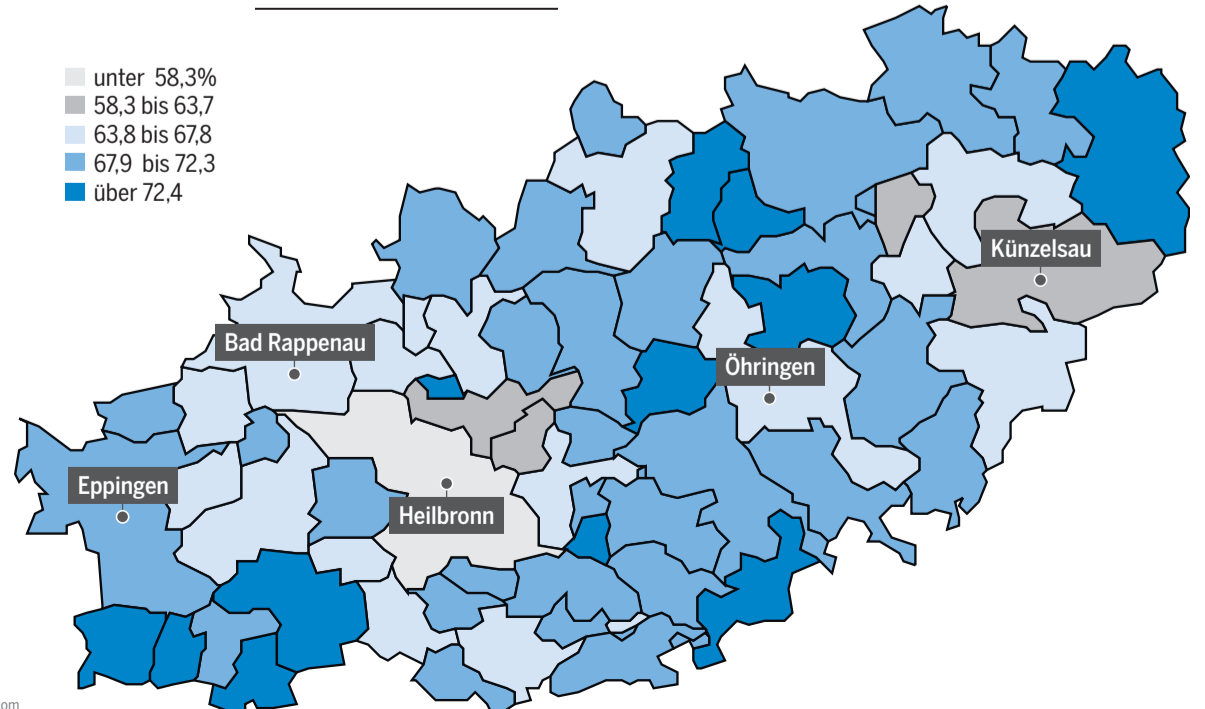 unter 58,3%
58,3 bis 63,7
63,8 bis 67,8
67,9 bis 72,3
über 72,4
Künzelsau
Bad Rappenau
Öhringen
Eppingen
Heilbronn
om